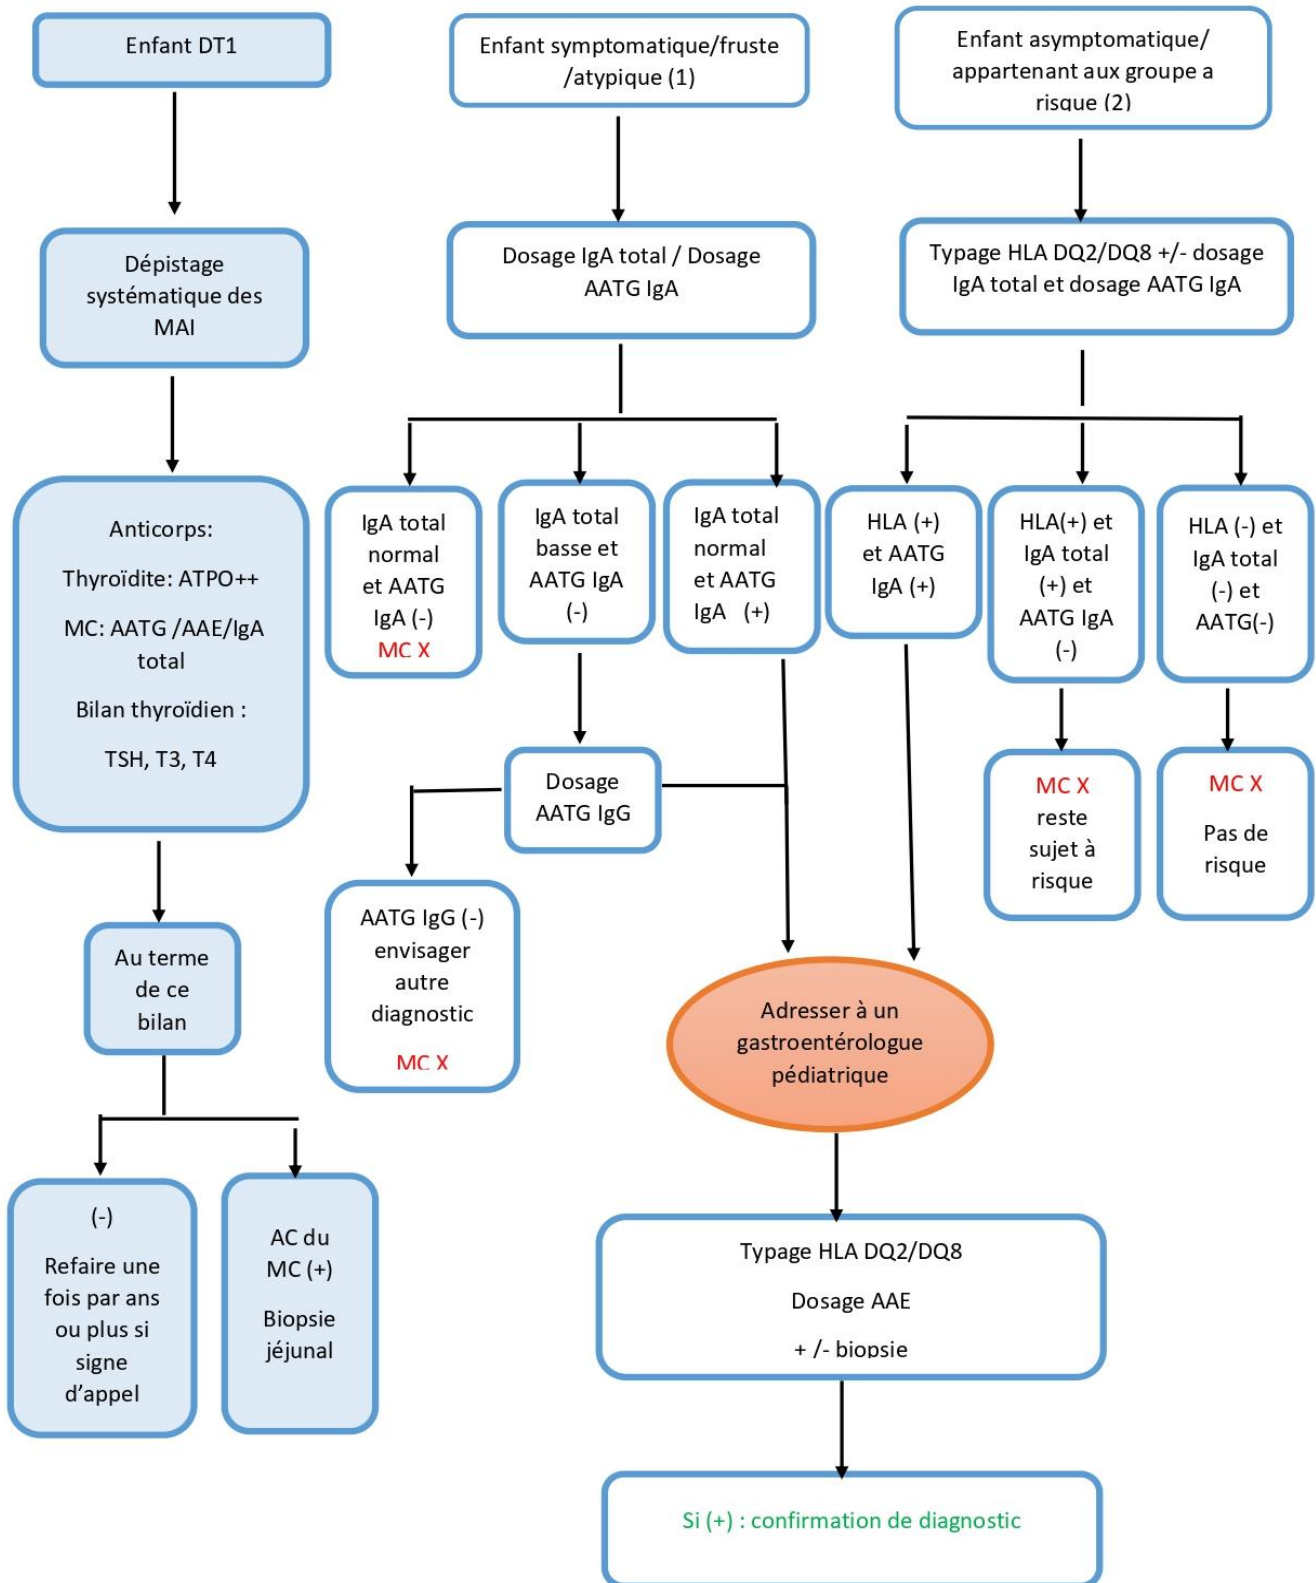 Enfant DT1
Dépistage
systématique des
MAI
Anticorps:
Thyroïdite: ATPO++
MC: AATG /AAE/IgA
total
Bilan thyroïdien :
TSH, T3, T4
Au terme
de ce
bilan
(-)
Refaire une
fois par ans
ou plus si
signe
d’appel
AC du
MC (+)
Biopsie
jéjunal
Enfant symptomatique/fruste
/atypique (1)
Dosage IgA total / Dosage
AATG IgA
IgA total
normal
et AATG
IgA (-)
MC X
IgA total
basse et
AATG IgA
(-)
IgA total
normal
et AATG
IgA (+)
Dosage
AATG IgG
AATG IgG (-)
envisager
autre
diagnostic
MC X
Enfant asymptomatique/
appartenant aux groupe a
risque (2)
Typage HLA DQ2/DQ8 +/- dosage
IgA total et dosage AATG IgA
HLA (+)
et AATG
IgA (+)
HLA(+) et
IgA total
(+) et
AATG IgA
(-)
HLA (-) et
IgA total
(-) et
AATG(-)
MC X
reste
sujet à
risque
MC X
Pas de
risque
Adresser à un
gastroentérologue
pédiatrique
Typage HLA DQ2/DQ8
Dosage AAE
+ /- biopsie
Si (+) : confirmation de diagnostic